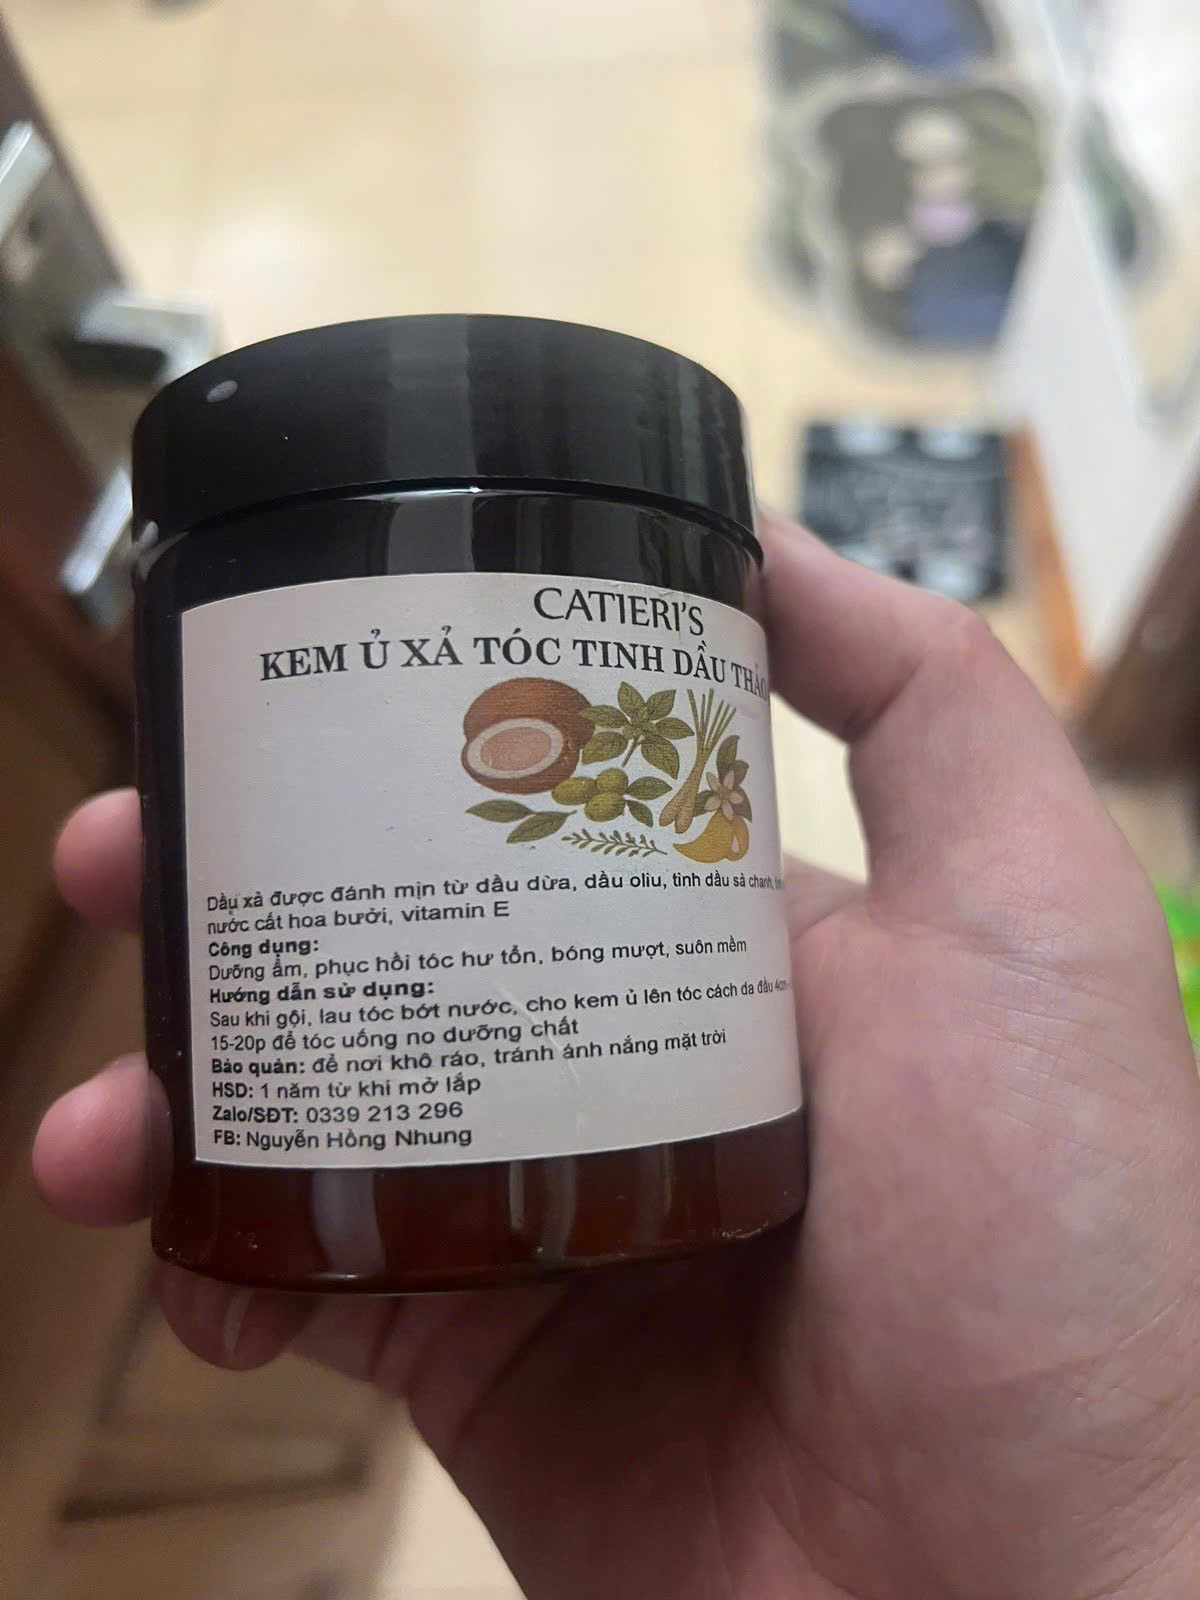 CATIERI'S
KEM Ủ XẢ TÓC TINH DẦU THẢO
Dầu xả được đánh mịn từ dầu dừa, dầu oliu, tinh dầu sả chanh,
nước cất hoa bưởi, vitamin E
Công dụng:
Dưỡng ẩm, phục hồi tóc hư tổn, bóng mượt, suôn mềm
Hướng dẫn sử dụng:
Sau khi gội, lau tóc bớt nước, cho kem ủ lên tóc cách da đầu 4cm
15-20p để tóc uống no dưỡng chất
Bảo quản: để nơi khô ráo, tránh ánh nắng mặt trời
HSD: 1 năm từ khi mở lắp
Zalo/SĐT: 0339 213 296
FB: Nguyễn Hồng Nhung